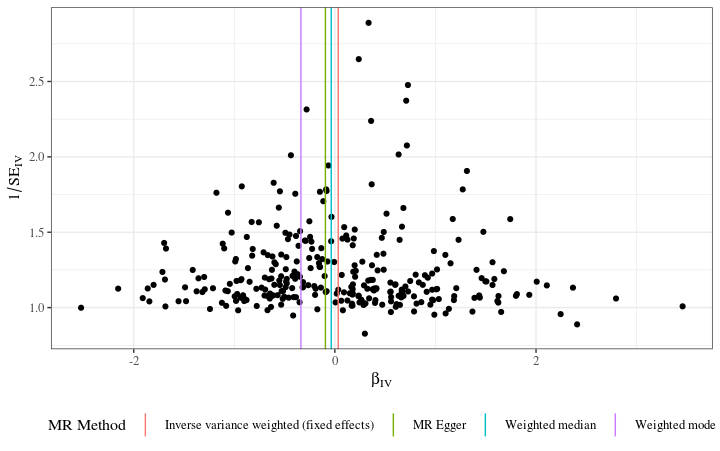 2.5
2.0
1.5
1.0
1/SE_IV
-2
0
2
β_IV
MR Method
Inverse variance weighted (fixed effects)
MR Egger
Weighted median
Weighted mode